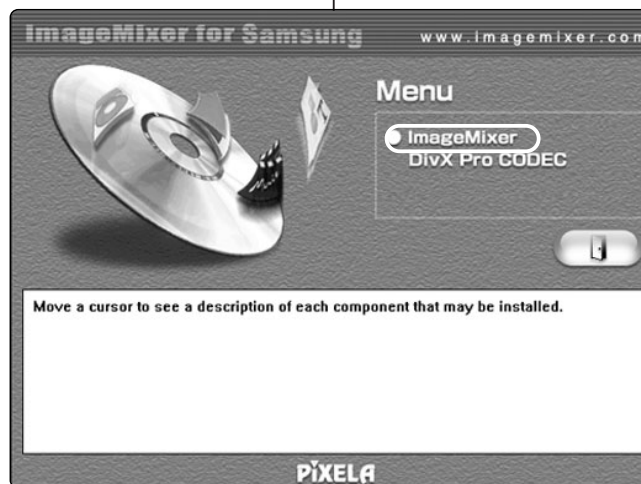 ImageMixer for Samsung
www.imagemixer.com
Menu
ImageMixer
DivX Pro CODEC
Move a cursor to see a description of each component that may be installed.
PIXELA